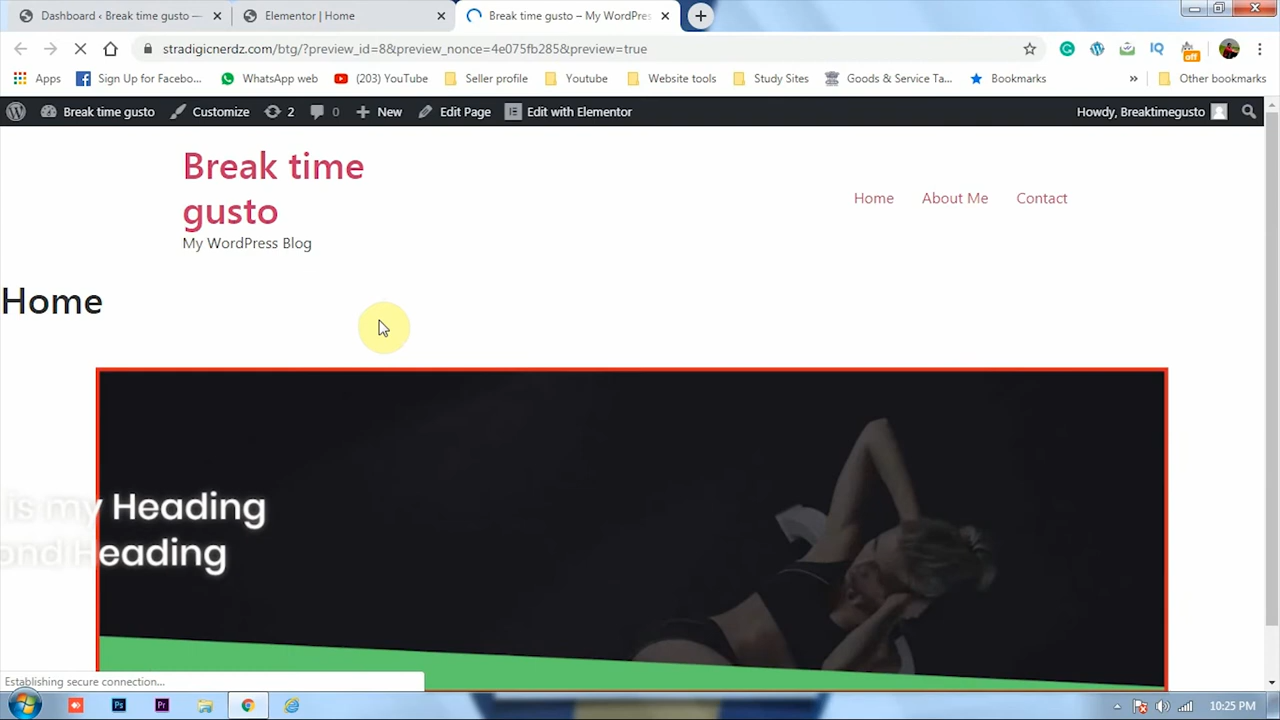 Dashboard ‹ Break time gusto —
Elementor | Home
Break time gusto – My WordPres
stradigicnerdz.com/btg/?preview_id=8&preview_nonce=4e075fb285&preview=true
Apps
Sign Up for Facebo...
WhatsApp web
(203) YouTube
Seller profile
Youtube
Website tools
Study Sites
Goods & Service Ta...
Bookmarks
»
Other bookmarks
Break time gusto
Customize
2
0
New
Edit Page
Edit with Elementor
Howdy, Breaktimegusto
Break time
gusto
My WordPress Blog
Home
About Me
Contact
Home
is my Heading
ond Heading
Establishing secure connection...
10:25 PM
off
IQ
Ps
Pr